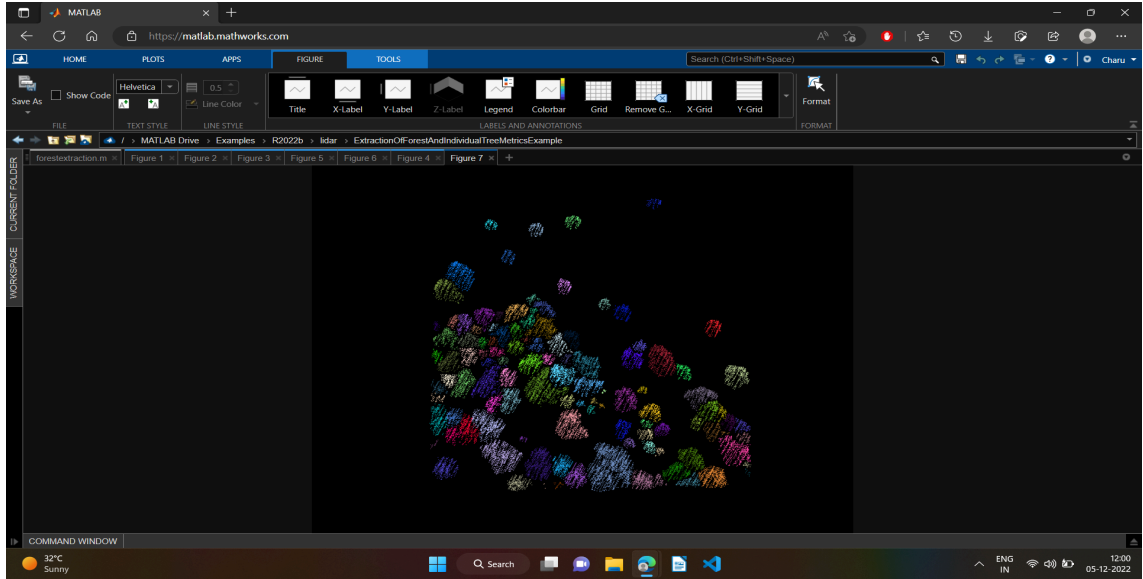 MATLAB
https://matlab.mathworks.com
HOME PLOTS APPS FIGURE TOOLS Search (Ctrl+Shift+Space) Charu
Save As Show Code Helvetica 0.5 Line Color Title X-Label Y-Label Z-Label Legend Colorbar Grid Remove G... X-Grid Y-Grid Format
FILE TEXT STYLE LINE STYLE LABELS AND ANNOTATIONS FORMAT
/ > MATLAB Drive > Examples > R2022b > lidar > ExtractionOfForestAndIndividualTreeMetricsExample
forestextraction.m × Figure 1 × Figure 2 × Figure 3 × Figure 5 × Figure 6 × Figure 4 × Figure 7 × +
CURRENT FOLDER
WORKSPACE
COMMAND WINDOW
32°C
Sunny
Search
ENG
IN
12:00
05-12-2022